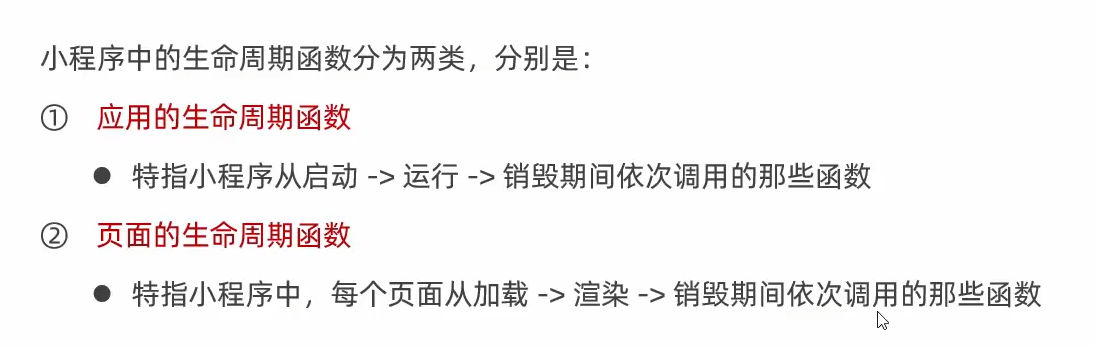 小程序中的生命周期函数分为两类，分别是：
① 应用的生命周期函数
● 特指小程序从启动 -> 运行 -> 销毁期间依次调用的那些函数
② 页面的生命周期函数
● 特指小程序中，每个页面从加载 -> 渲染 -> 销毁期间依次调用的那些函数